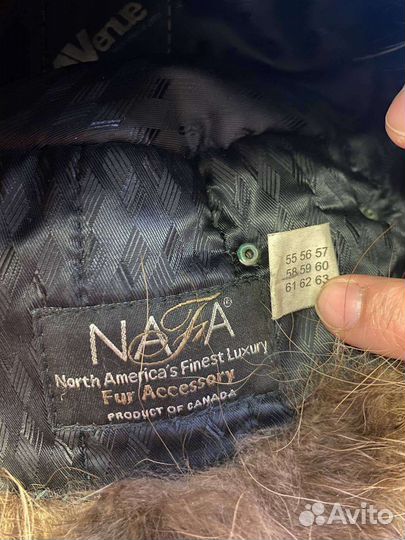 Avenue
55 56 57
58 59 60
61 62 63
NAFA®
North America's Finest Luxury
Fur Accessory
PRODUCT OF CANADA
Avito